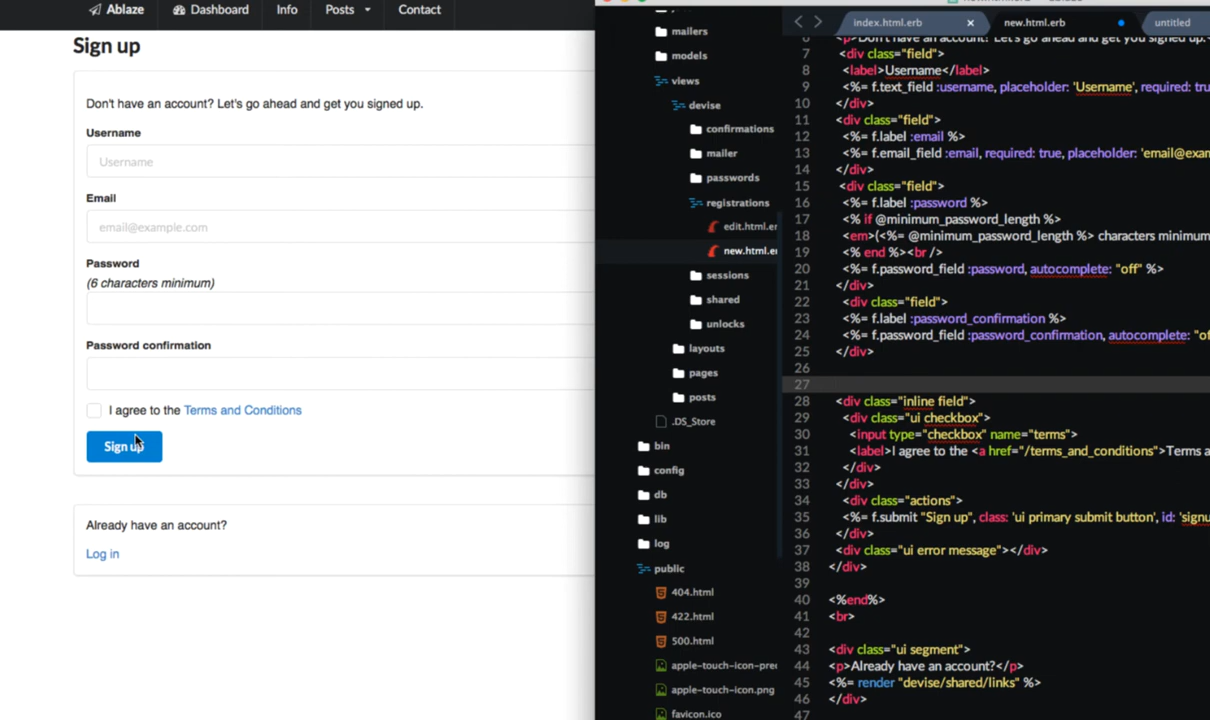 Ablaze Dashboard Info Posts Contact
Sign up
Don't have an account? Let's go ahead and get you signed up.
Username
Username
Email
email@example.com
Password
(6 characters minimum)
Password confirmation
I agree to the Terms and Conditions
Sign up
Already have an account?
Log in
mailers
models
views
devise
confirmations
mailer
passwords
registrations
edit.html.er
new.html.er
sessions
shared
unlocks
layouts
pages
posts
.DS_Store
bin
config
db
lib
log
public
404.html
422.html
500.html
apple-touch-icon-prec
apple-touch-icon.png
favicon.ico
index.html.erb new.html.erb untitled
6 <p>Don't have an account? Let's go ahead and get you signed up.
7 <div class="field">
8 <label>Username</label>
9 <%= f.text_field :username, placeholder: 'Username', required: tru
10 </div>
11 <div class="field">
12 <%= f.label :email %>
13 <%= f.email_field :email, required: true, placeholder: 'email@exam
14 </div>
15 <div class="field">
16 <%= f.label :password %>
17 <% if @minimum_password_length %>
18 <em>(<%= @minimum_password_length %> characters minimum
19 <% end %><br />
20 <%= f.password_field :password, autocomplete: "off" %>
21 </div>
22 <div class="field">
23 <%= f.label :password_confirmation %>
24 <%= f.password_field :password_confirmation, autocomplete: "of
25 </div>
26
27
28 <div class="inline field">
29 <div class="ui checkbox">
30 <input type="checkbox" name="terms">
31 <label>I agree to the <a href="/terms_and_conditions">Terms a
32 </div>
33 </div>
34 <div class="actions">
35 <%= f.submit "Sign up", class: 'ui primary submit button', id: 'signu
36 </div>
37 <div class="ui error message"></div>
38 </div>
39
40 <%end%>
41 <br>
42
43 <div class="ui segment">
44 <p>Already have an account?</p>
45 <%= render "devise/shared/links" %>
46 </div>
47